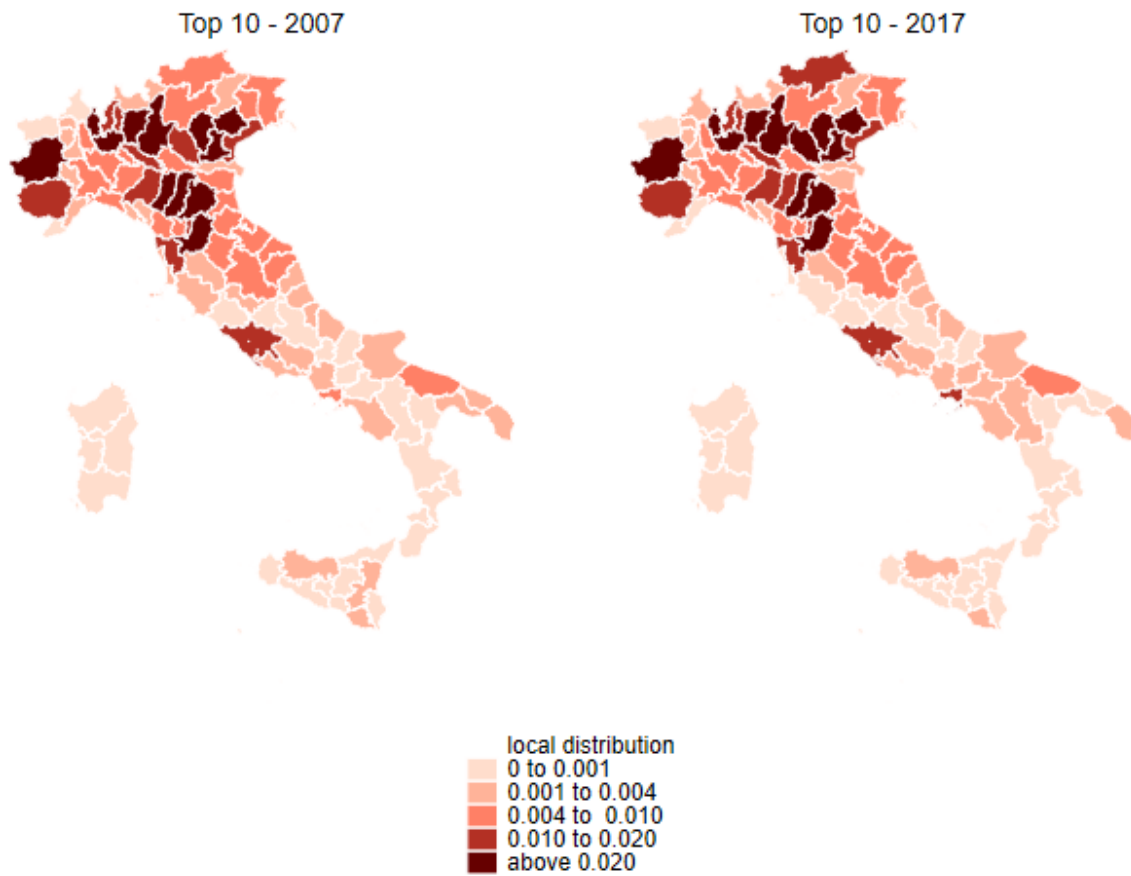 Top 10 - 2007
Top 10 - 2017
local distribution
0 to 0.001
0.001 to 0.004
0.004 to  0.010
0.010 to 0.020
above 0.020